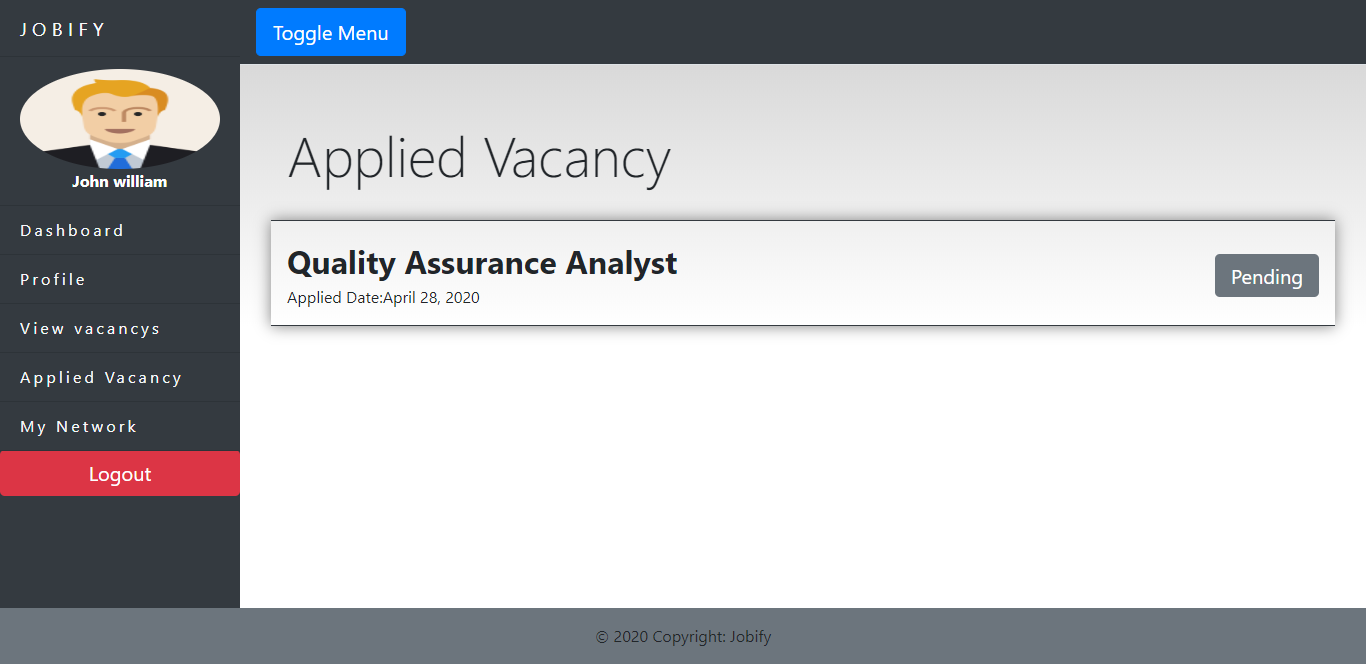 JOBIFY
Toggle Menu
John william
Dashboard
Profile
View vacancys
Applied Vacancy
My Network
Logout
Applied Vacancy
Quality Assurance Analyst
Applied Date:April 28, 2020
Pending
© 2020 Copyright: Jobify